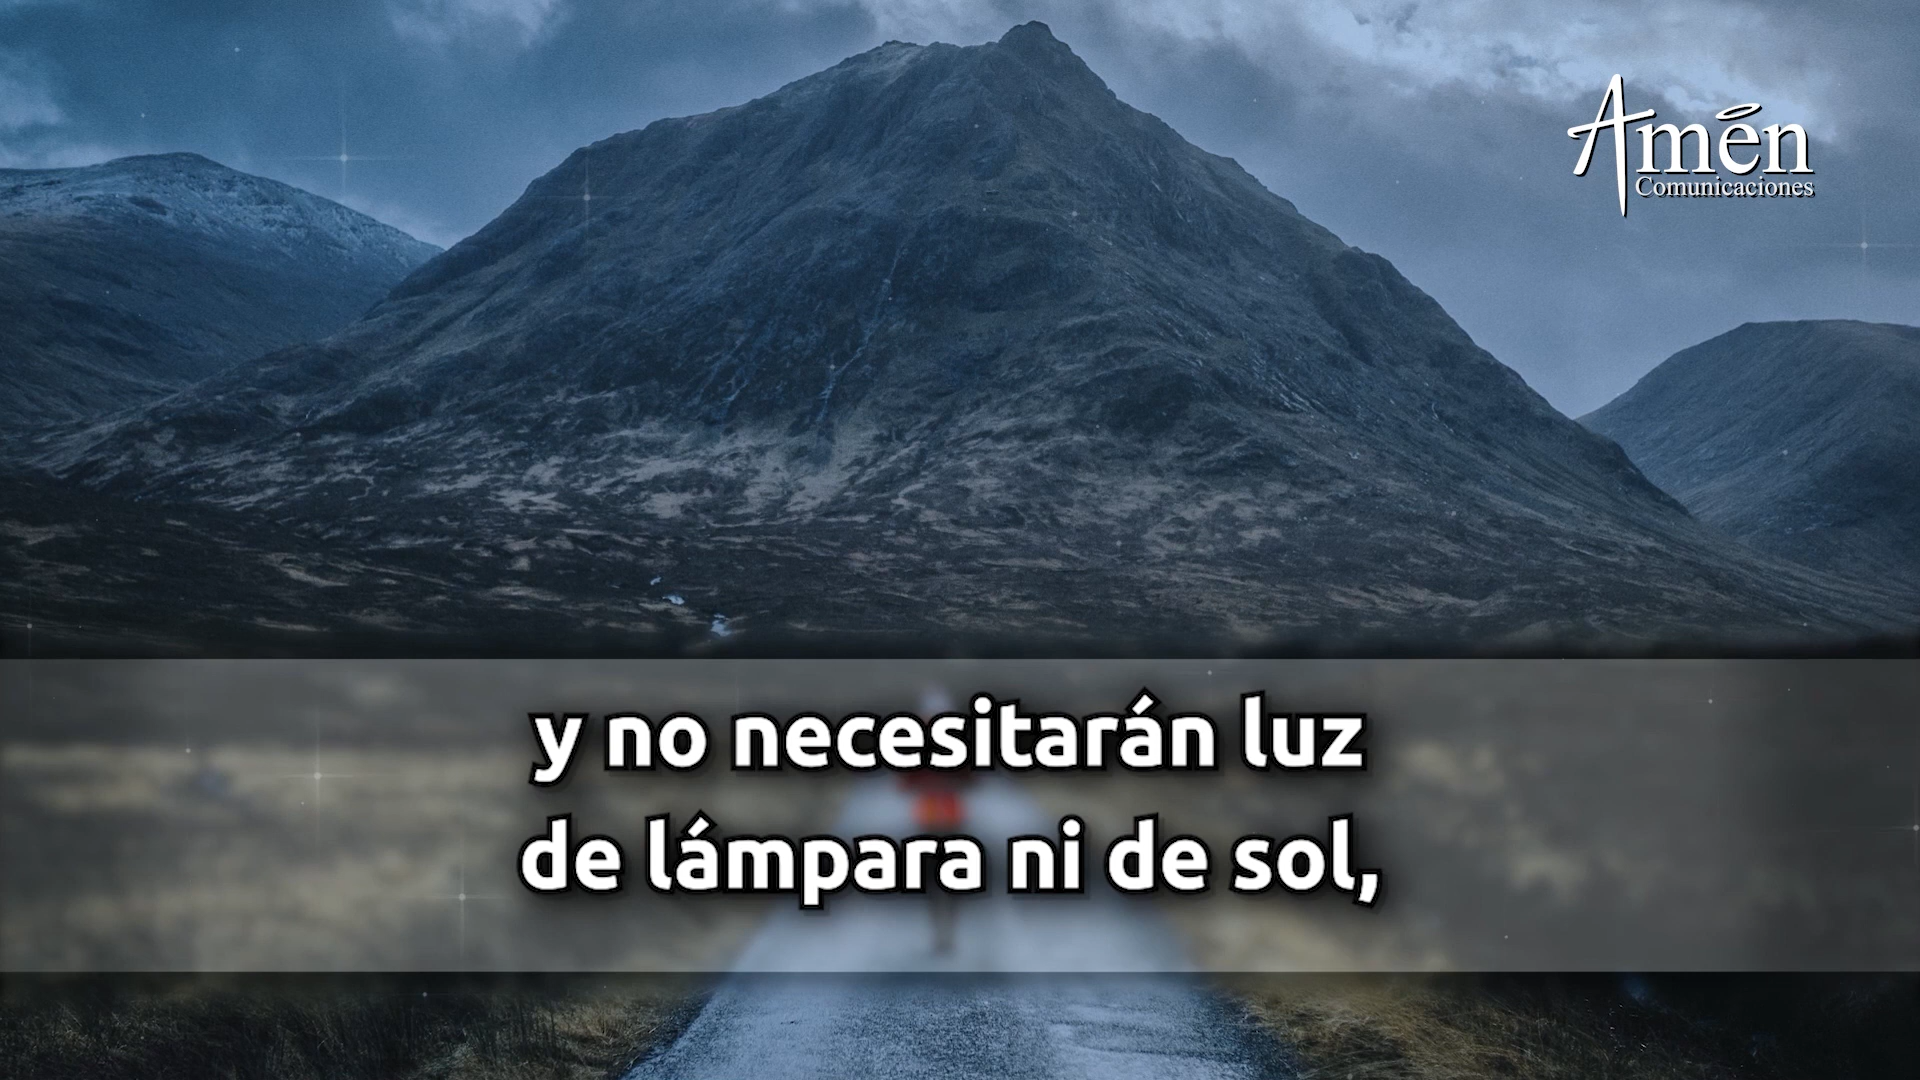 Amén
Comunicaciones
y no necesitarán luz
de lámpara ni de sol,